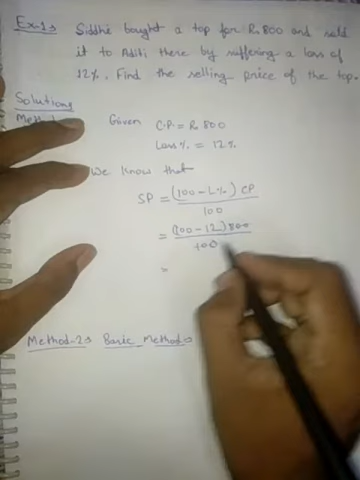 Ex-1:
Siddhi bought a top for Rs.800 and sold
it to Aditi there by suffering a loss of
12%. Find the selling price of the top.
Solution:
Given C.P. = Rs 800
Loss% = 12%
We know that
SP = (100 - L%) CP
100
= (100 - 12) 800
100
=
Method-2: Basic Method: